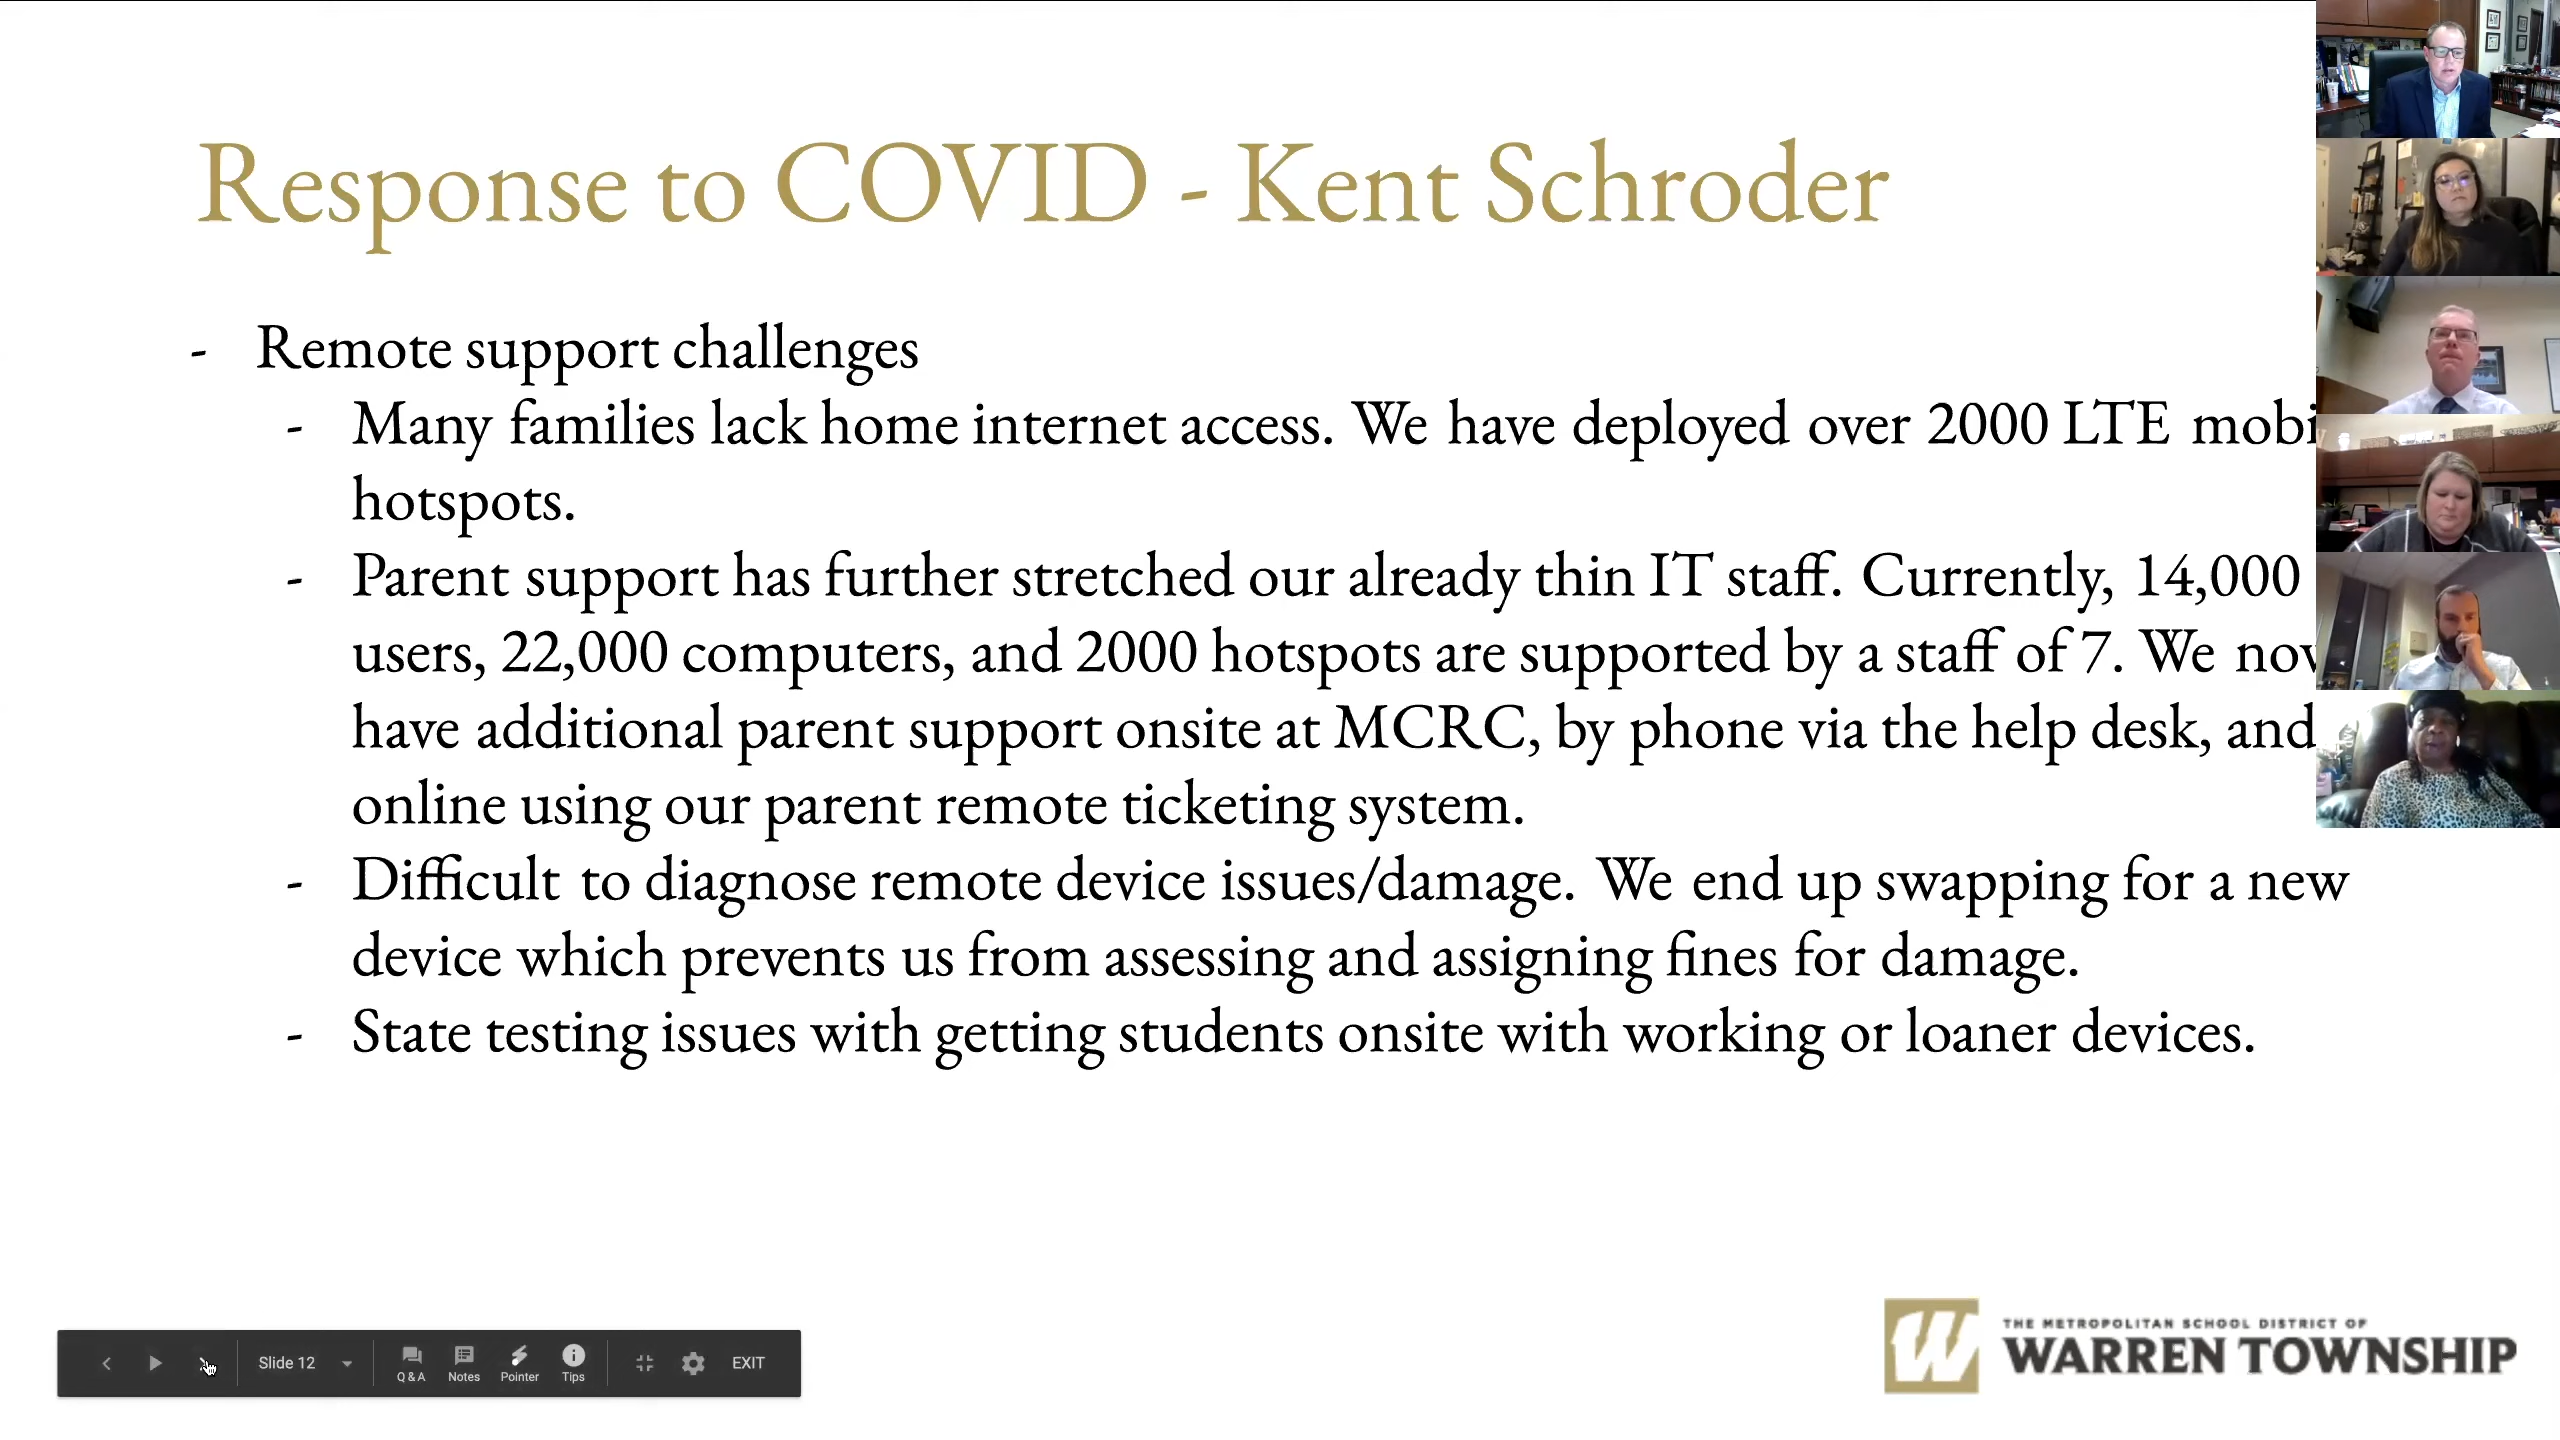 Response to COVID - Kent Schroder
- Remote support challenges
- Many families lack home internet access. We have deployed over 2000 LTE
hotspots.
- Parent support has further stretched our already thin IT staff. Currently, 14,000
users, 22,000 computers, and 2000 hotspots are supported by a staff of 7. We
have additional parent support onsite at MCRC, by phone via the help desk, and
online using our parent remote ticketing system.
- Difficult to diagnose remote device issues/damage. We end up swapping for a new
device which prevents us from assessing and assigning fines for damage.
- State testing issues with getting students onsite with working or loaner devices.
Slide 12
Q & A
Notes
Pointer
Tips
EXIT
W
THE METROPOLITAN SCHOOL DISTRICT OF
WARREN TOWNSHIP